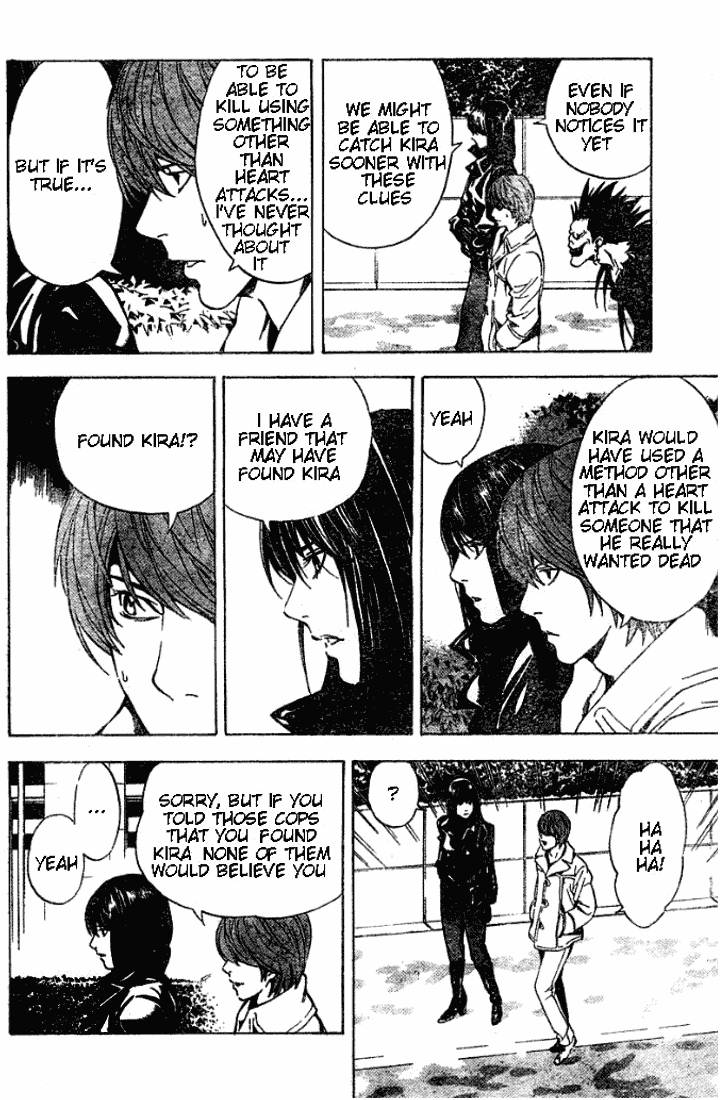 EVEN IF
NOBODY
NOTICES IT
YET
WE MIGHT
BE ABLE TO
CATCH KIRA
SOONER WITH
THESE
CLUES
TO BE
ABLE TO
KILL USING
SOMETHING
OTHER
THAN
HEART
ATTACKS...
I'VE NEVER
THOUGHT
ABOUT
IT
BUT IF IT'S
TRUE...
KIRA WOULD
HAVE USED A
METHOD OTHER
THAN A HEART
ATTACK TO KILL
SOMEONE THAT
HE REALLY
WANTED DEAD
YEAH
I HAVE A
FRIEND THAT
MAY HAVE
FOUND KIRA
FOUND KIRA!?
HA
HA
HA!
?
SORRY, BUT IF YOU
TOLD THOSE COPS
THAT YOU FOUND
KIRA NONE OF THEM
WOULD BELIEVE YOU
...
YEAH